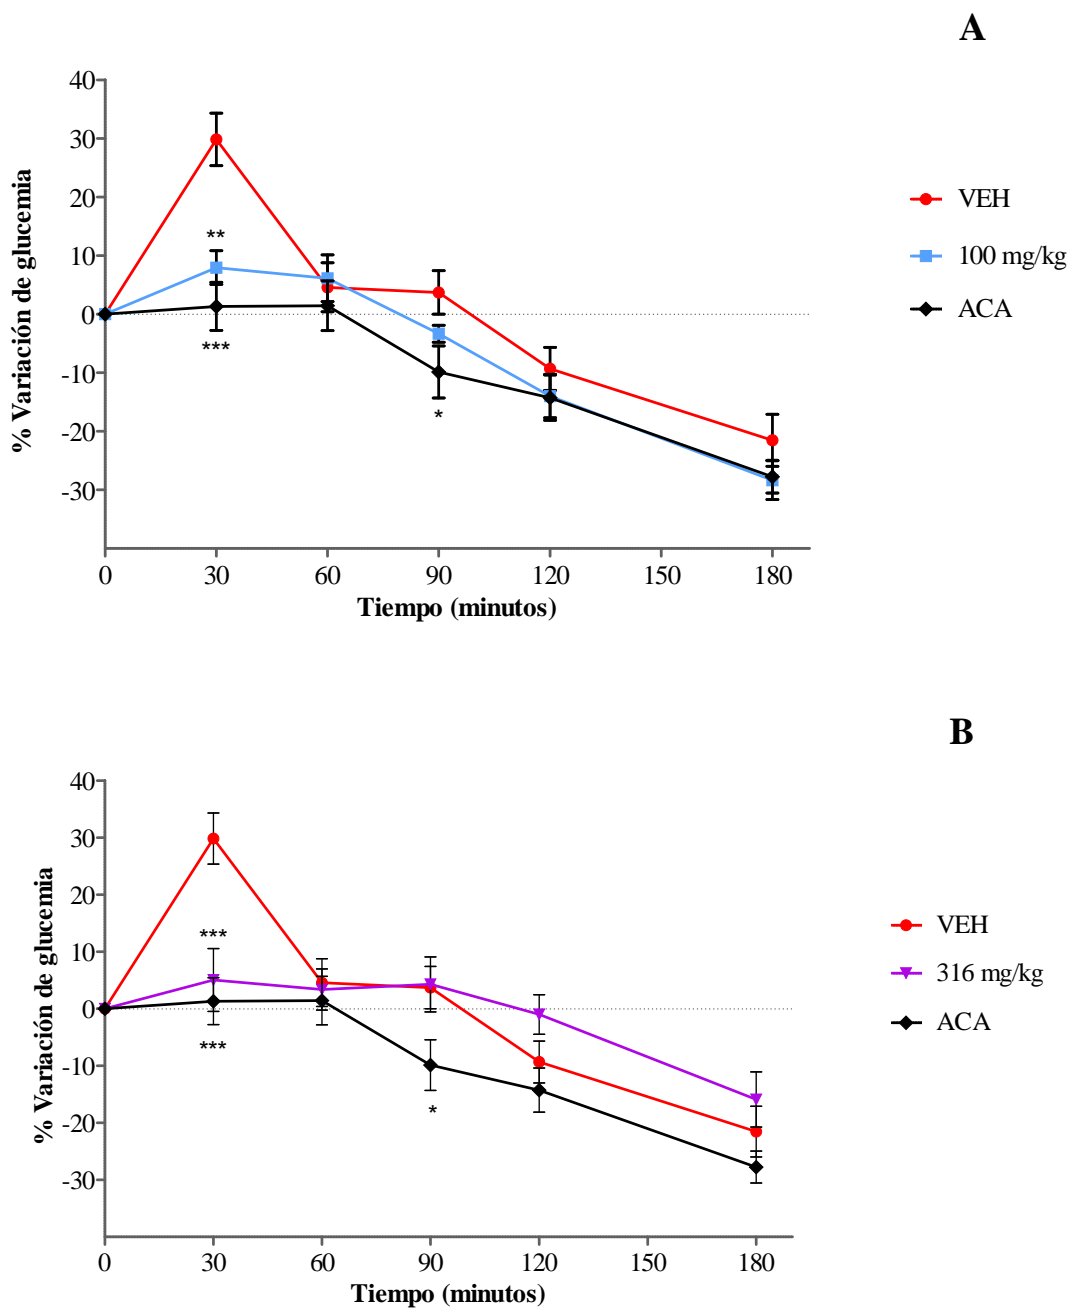 A
40
30
20
10
0
-10
-20
-30
% Variación de glucemia
**
***
*
0 30 60 90 120 150 180
Tiempo (minutos)
VEH
100 mg/kg
ACA
B
40
30
20
10
0
-10
-20
-30
% Variación de glucemia
***
***
*
0 30 60 90 120 150 180
Tiempo (minutos)
VEH
316 mg/kg
ACA